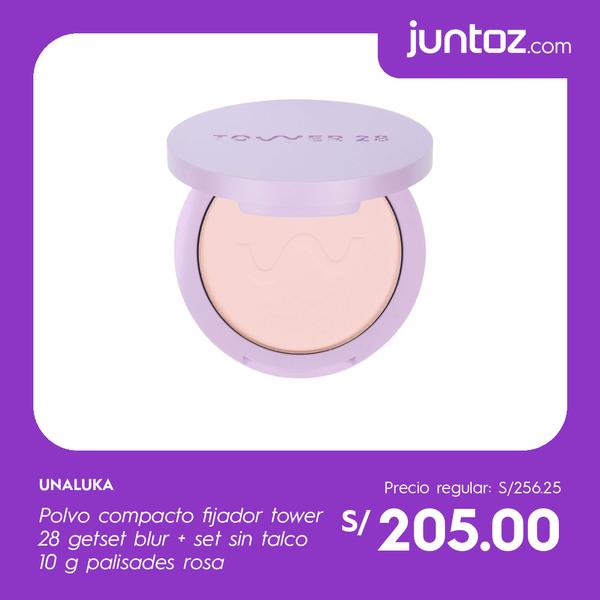 juntoz.com
TOWER 28
UNALUKA
Polvo compacto fijador tower
28 getset blur + set sin talco
10 g palisades rosa
Precio regular: S/256.25
S/ 205.00